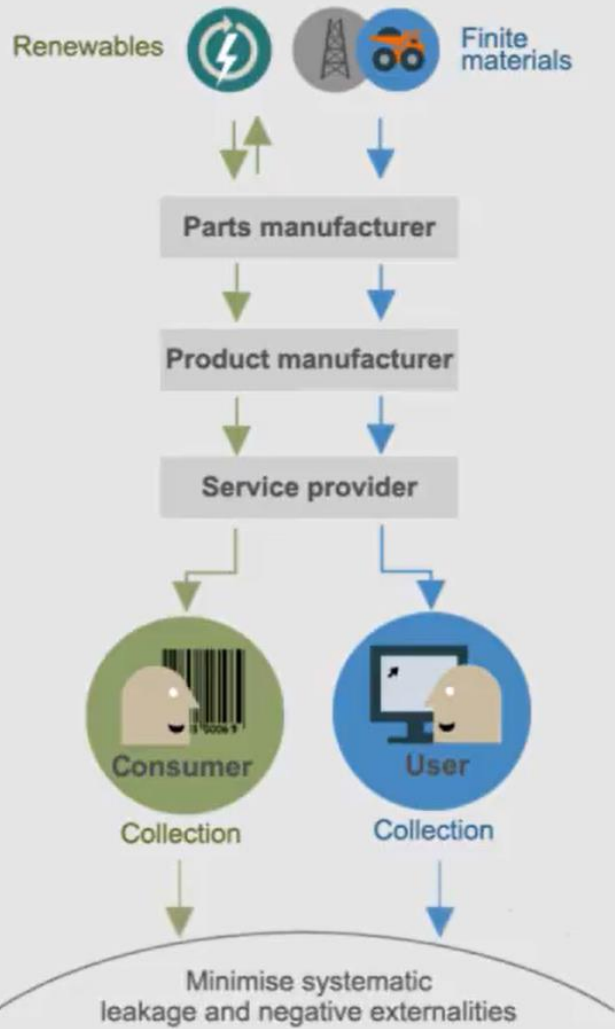 Renewables
Finite
materials
Parts manufacturer
Product manufacturer
Service provider
Consumer
User
Collection
Collection
Minimise systematic
leakage and negative externalities